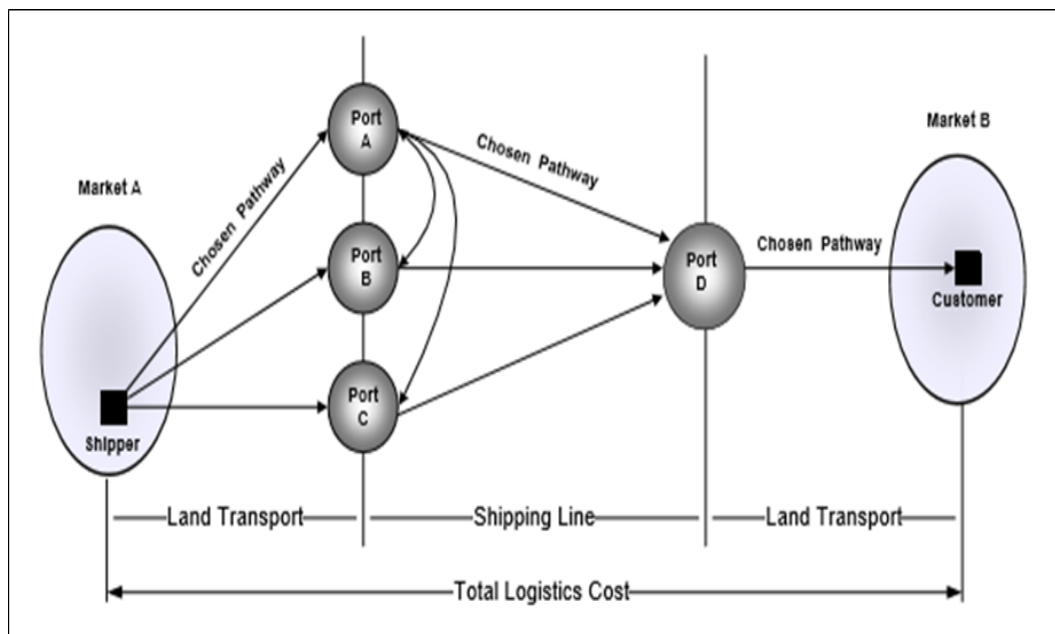 Market A
Shipper
Chosen Pathway
Port
A
Port
B
Port
C
Chosen Pathway
Port
D
Chosen Pathway
Market B
Customer
Land Transport
Shipping Line
Land Transport
Total Logistics Cost